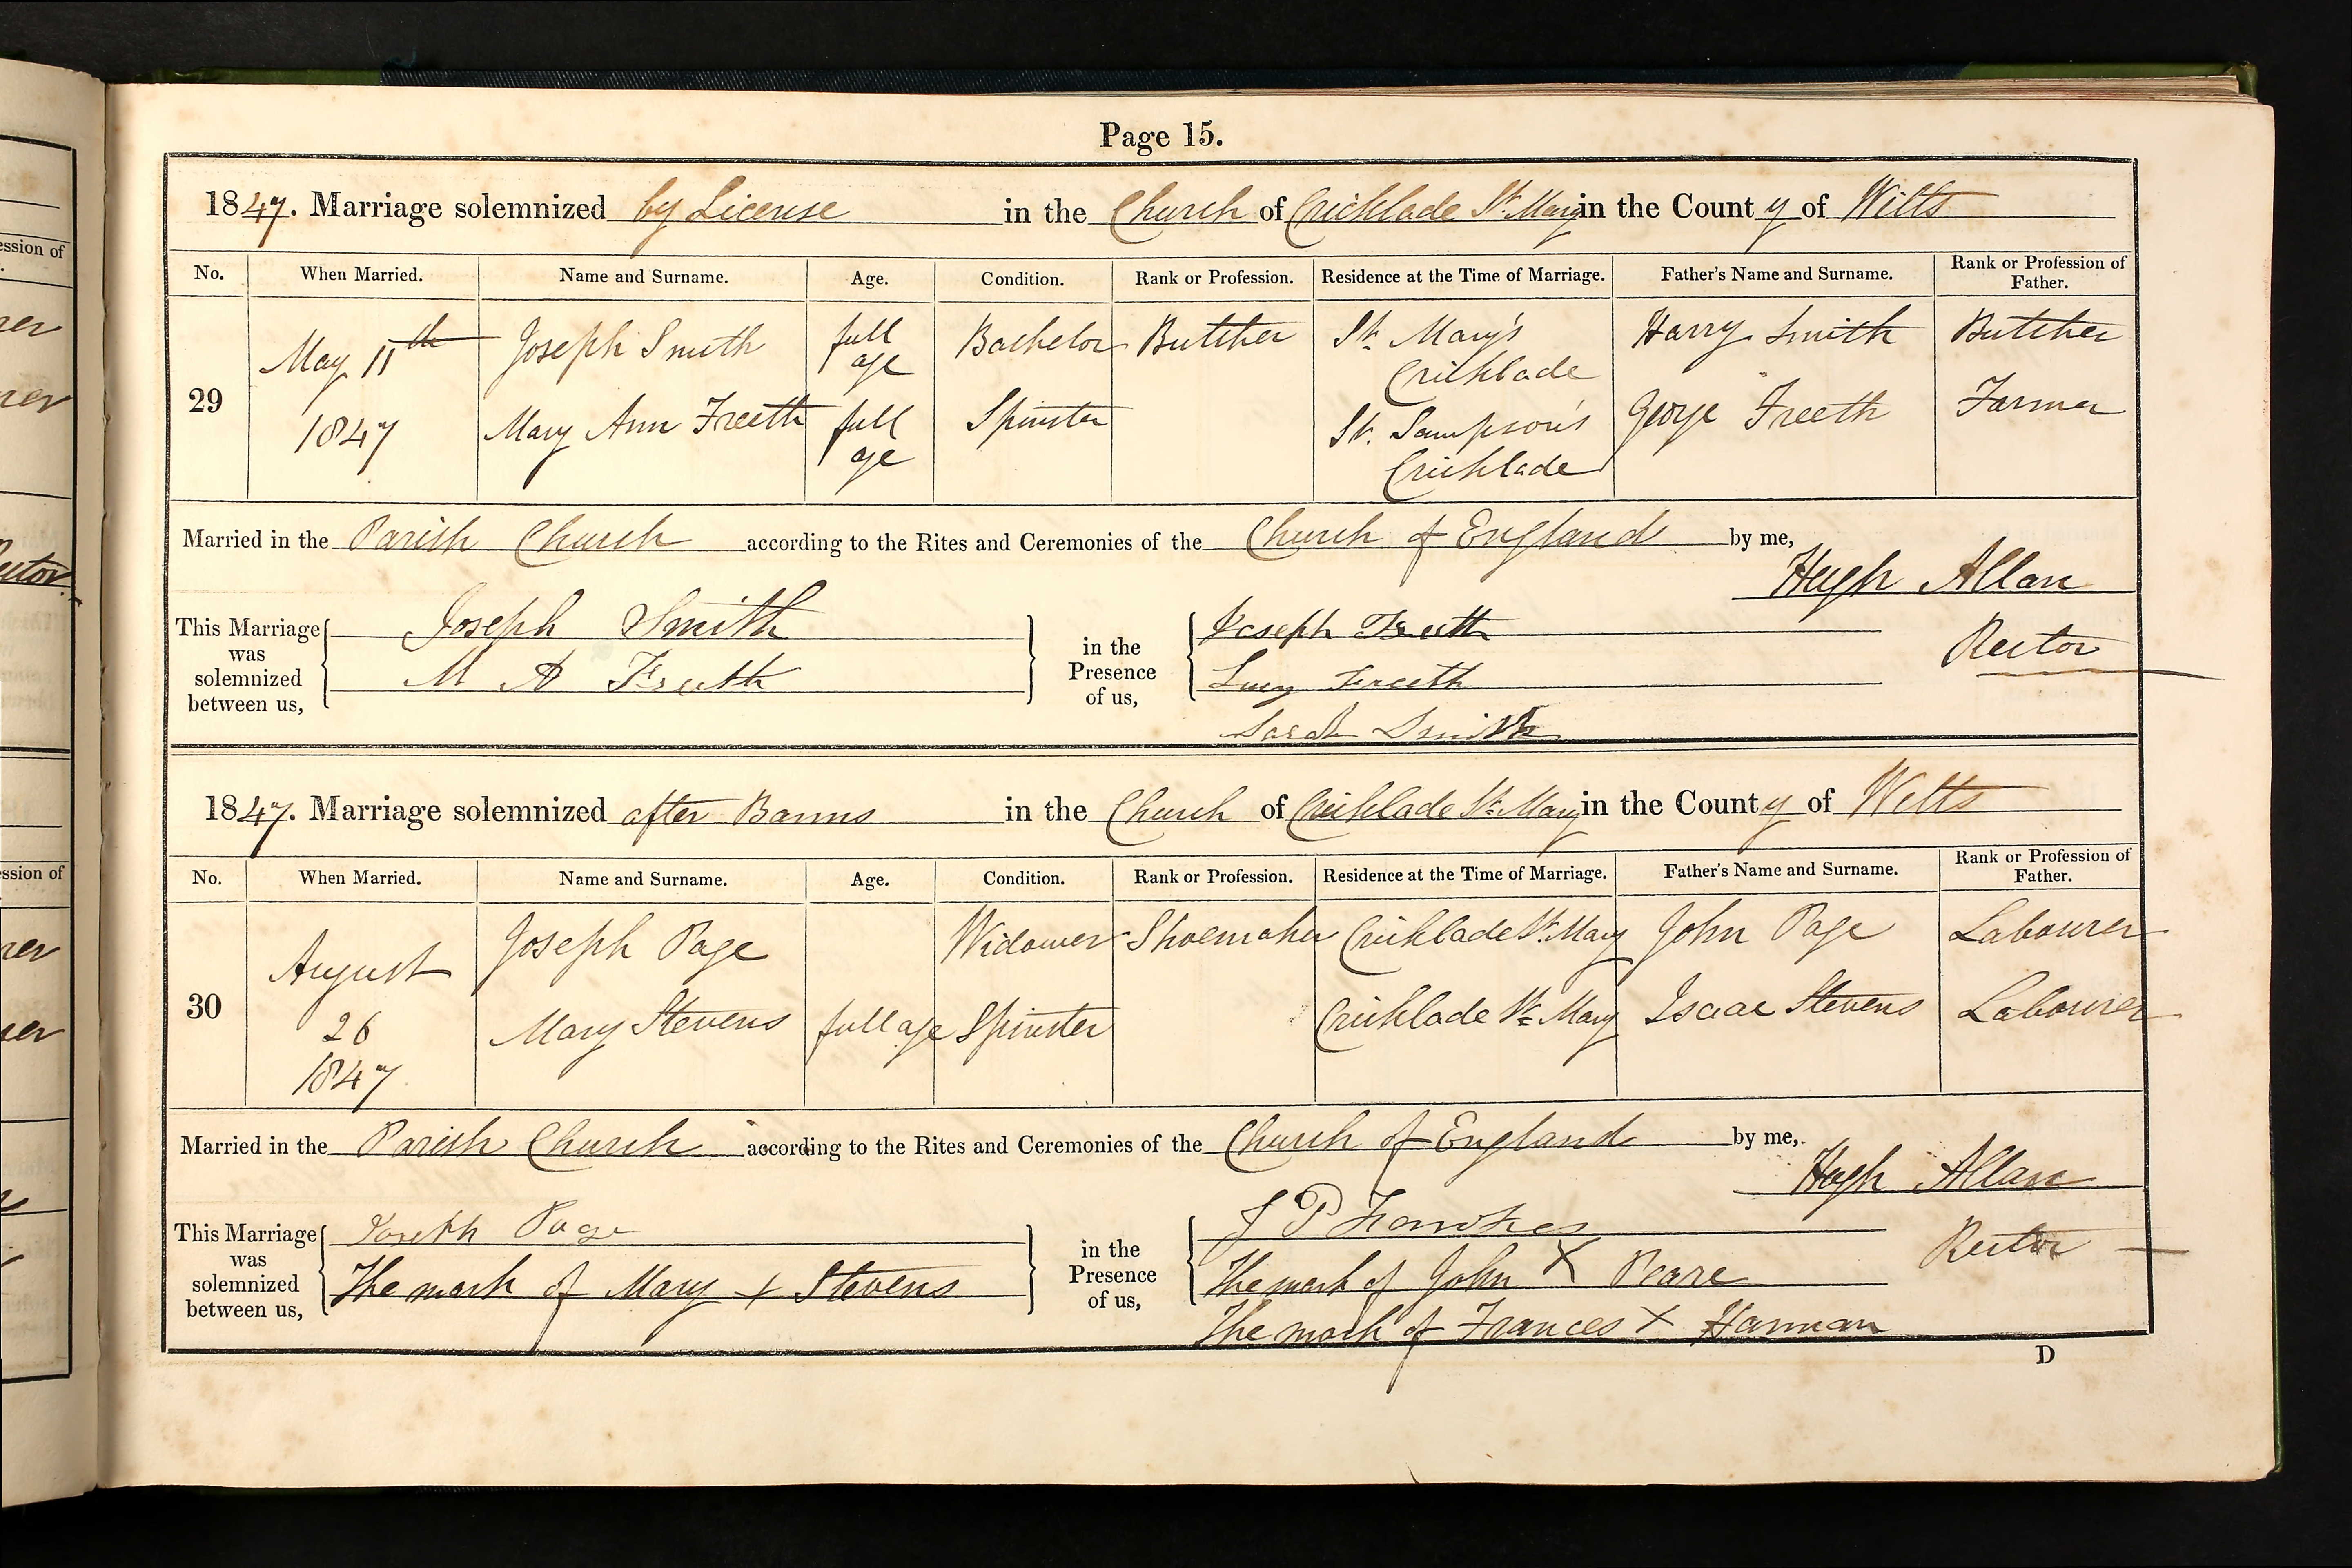 Page 15.
1847. Marriage solemnized by License in the Church of Cricklade St. Mary in the County of Wilts
No. When Married. Name and Surname. Age. Condition. Rank or Profession. Residence at the Time of Marriage. Father's Name and Surname. Rank or Profession of Father.
29 May 11th 1847 Joseph Smith full age Bachelor Butcher St. Mary's Cricklade Harry Smith Butcher
Mary Ann Freeth full age Spinster St. Sampson's Cricklade George Freeth Farmer
Married in the Parish Church according to the Rites and Ceremonies of the Church of England by me,
Hugh Allan
Rector
This Marriage was solemnized between us,
Joseph Smith
M A Freeth
in the Presence of us,
Joseph Freeth
Lucy Freeth
Sarah Smith
1847. Marriage solemnized after Banns in the Church of Cricklade St. Mary in the County of Wilts
No. When Married. Name and Surname. Age. Condition. Rank or Profession. Residence at the Time of Marriage. Father's Name and Surname. Rank or Profession of Father.
30 August 26 1847 Joseph Page Widower Shoemaker Cricklade St. Mary John Page Labourer
Mary Stevens full age Spinster Cricklade St. Mary Isaac Stevens Labourer
Married in the Parish Church according to the Rites and Ceremonies of the Church of England by me,
Hugh Allan
Rector
This Marriage was solemnized between us,
Joseph Page
The mark of Mary X Stevens
in the Presence of us,
J P Hawkes
The mark of John X Peare
The mark of Frances X Harman
D